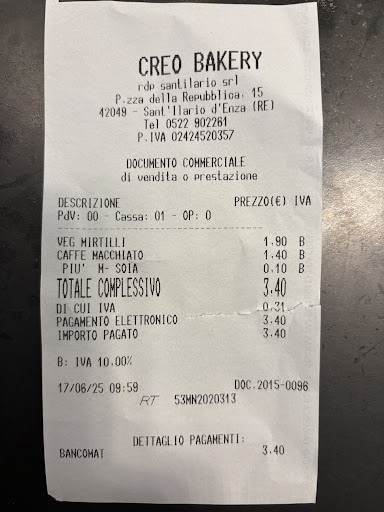 CREO BAKERY
rdp santilario srl
P.zza della Repubblica, 15
42049 - Sant'Ilario d'Enza (RE)
Tel 0522 902261
P.IVA 02424520357
DOCUMENTO COMMERCIALE
di vendita o prestazione
DESCRIZIONE PREZZO(€) IVA
PdV: 00 - Cassa: 01 - OP: 0
VEG MIRTILLI 1.90 B
CAFFE MACCHIATO 1.40 B
PIU' M- SOIA 0.10 B
TOTALE COMPLESSIVO 3.40
DI CUI IVA 0.31
PAGAMENTO ELETTRONICO 3.40
IMPORTO PAGATO 3.40
B: IVA 10.00%
17/06/25 09:59 DOC.2015-0096
RT 53MN2020313
DETTAGLIO PAGAMENTI:
BANCOMAT 3.40